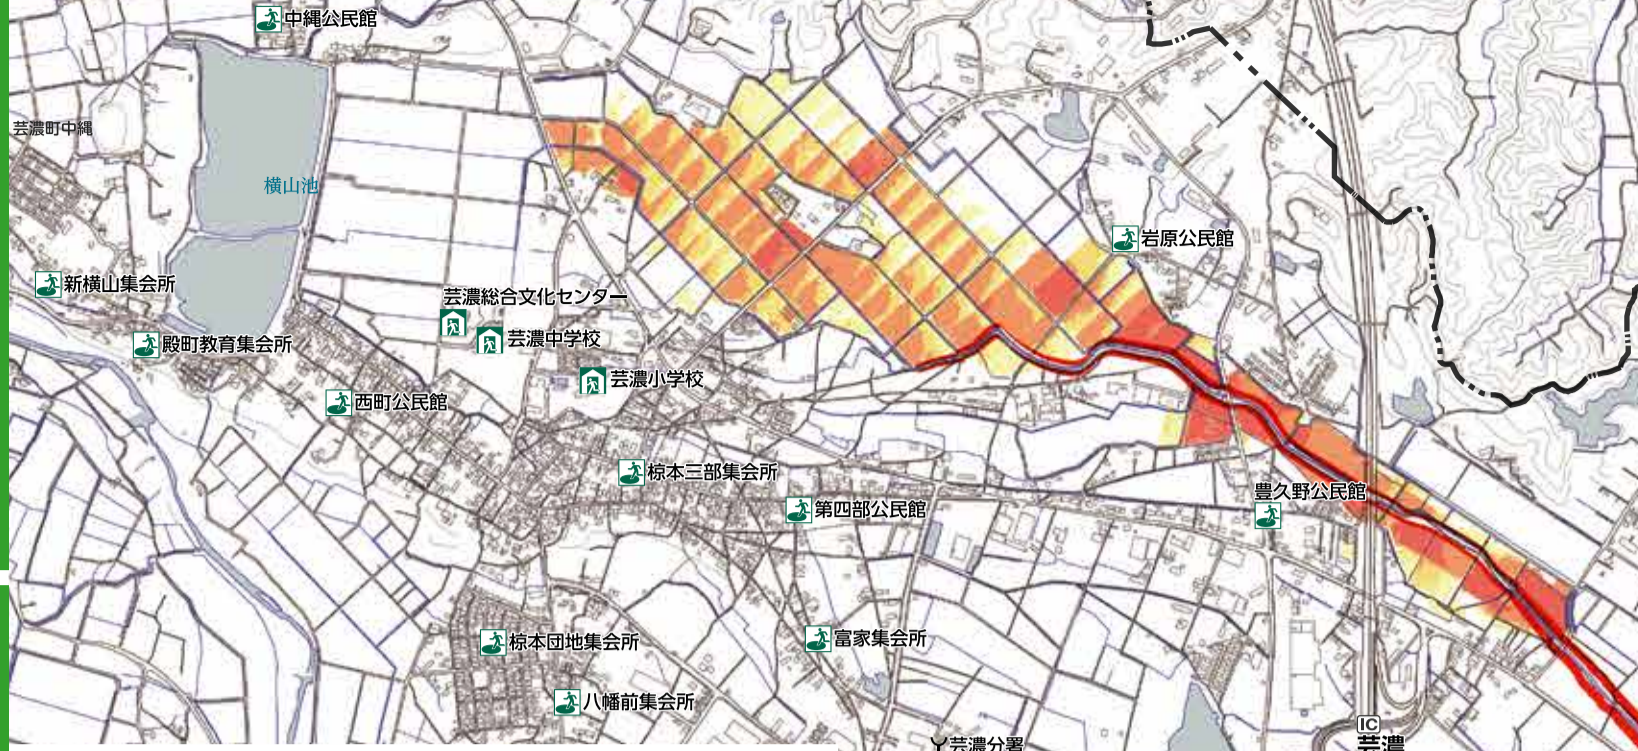 中縄公民館
芸濃町中縄
横山池
岩原公民館
新横山集会所
芸濃総合文化センター
殿町教育集会所
芸濃中学校
芸濃小学校
西町公民館
椋本三部集会所
豊久野公民館
第四部公民館
椋本団地集会所
富家集会所
八幡前集会所
IC
芸濃
芸濃分署